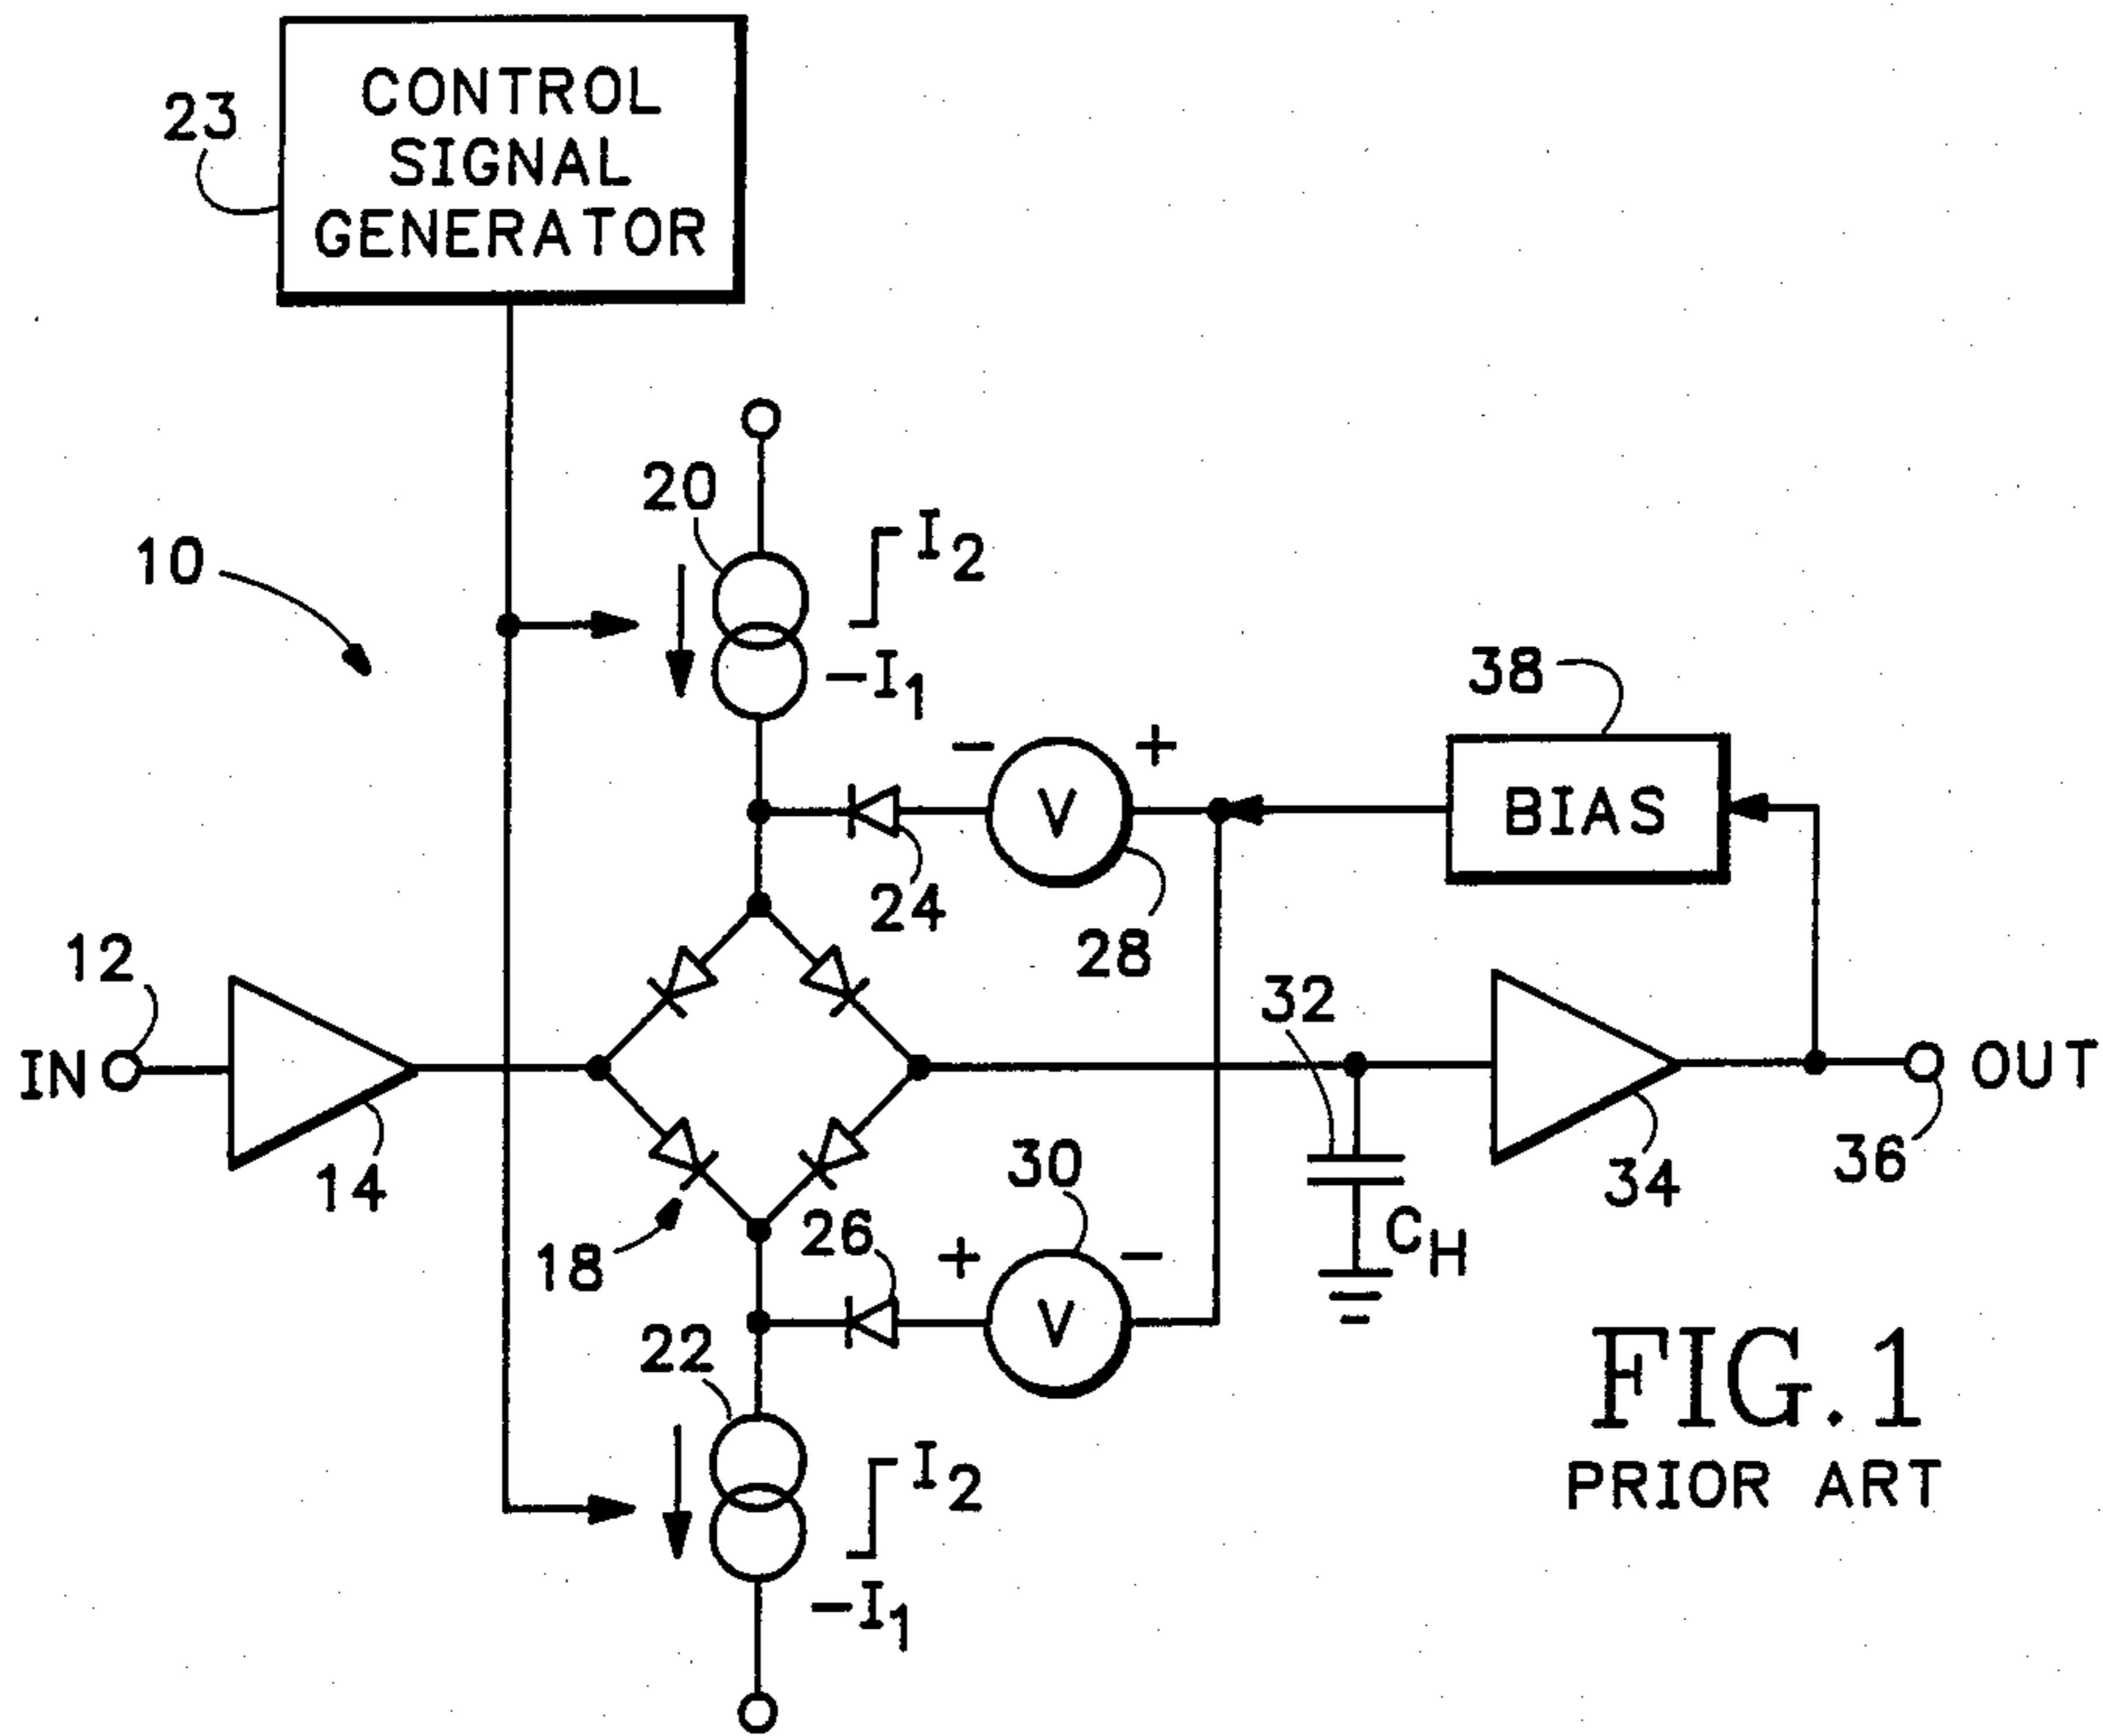 CONTROL
SIGNAL
GENERATOR
23
20
I2
10
-I1
38
- V +
BIAS
24
28
12
32
IN
OUT
14
30
34
36
18
26
CH
+ V -
22
FIG.1
I2
PRIOR ART
-I1